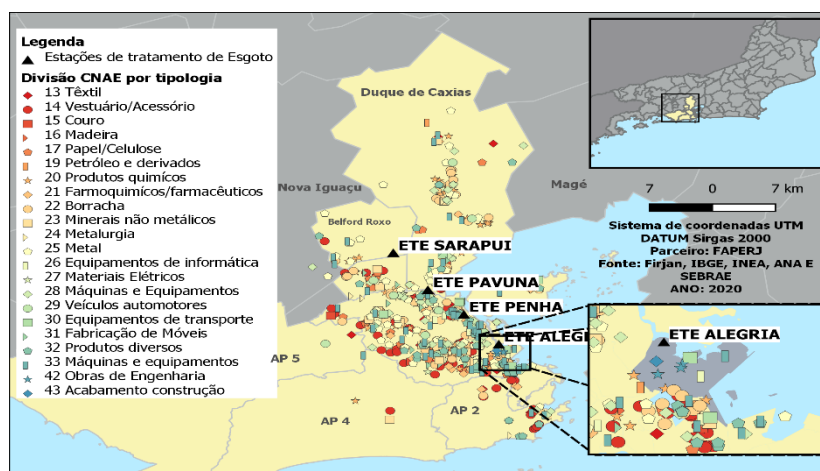 Legenda
Estações de tratamento de Esgoto
Divisão CNAE por tipologia
13 Têxtil
14 Vestuário/Acessório
15 Couro
16 Madeira
17 Papel/Celulose
19 Petróleo e derivados
20 Produtos quimícos
21 Farmoquimícos/farmacêuticos
22 Borracha
23 Minerais não metálicos
24 Metalurgia
25 Metal
26 Equipamentos de informática
27 Materiais Elétricos
28 Máquinas e Equipamentos
29 Veículos automotores
30 Equipamentos de transporte
31 Fabricação de Móveis
32 Produtos diversos
33 Máquinas e equipamentos
42 Obras de Engenharia
43 Acabamento construção
Duque de Caxias
Nova Iguaçu
Belford Roxo
Magé
ETE SARAPUI
ETE PAVUNA
ETE PENHA
ETE ALEG
AP 5
AP 4
AP 2
7 0 7 km
Sistema de coordenadas UTM
DATUM Sirgas 2000
Parceiro: FAPERJ
Fonte: Firjan, IBGE, INEA, ANA E
SEBRAE
ANO: 2020
ETE ALEGRIA